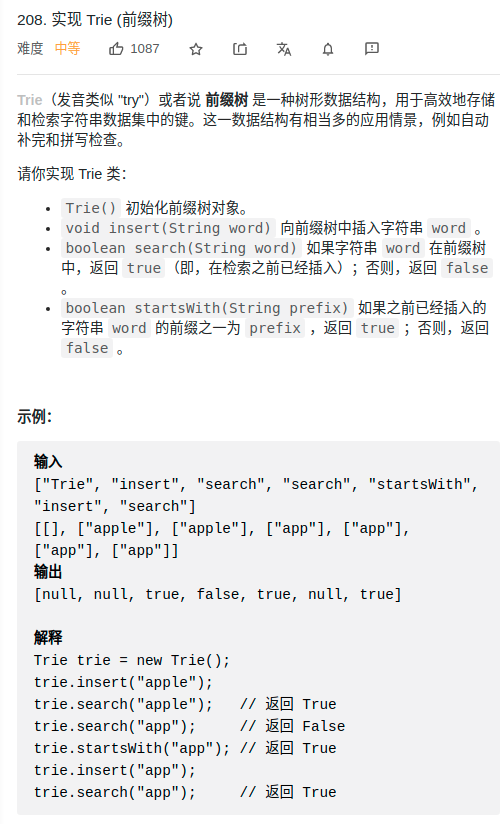 208. 实现 Trie (前缀树)
难度 中等 1087
Trie（发音类似 "try"）或者说 前缀树 是一种树形数据结构，用于高效地存储
和检索字符串数据集中的键。这一数据结构有相当多的应用情景，例如自动
补完和拼写检查。
请你实现 Trie 类：
• Trie() 初始化前缀树对象。
• void insert(String word) 向前缀树中插入字符串 word 。
• boolean search(String word) 如果字符串 word 在前缀树
中，返回 true（即，在检索之前已经插入）；否则，返回 false
。
• boolean startsWith(String prefix) 如果之前已经插入的
字符串 word 的前缀之一为 prefix ，返回 true ；否则，返回
false 。
示例：
输入
["Trie", "insert", "search", "search", "startsWith",
"insert", "search"]
[[], ["apple"], ["apple"], ["app"], ["app"],
["app"], ["app"]]
输出
[null, null, true, false, true, null, true]
解释
Trie trie = new Trie();
trie.insert("apple");
trie.search("apple");   // 返回 True
trie.search("app");     // 返回 False
trie.startsWith("app"); // 返回 True
trie.insert("app");
trie.search("app");     // 返回 True